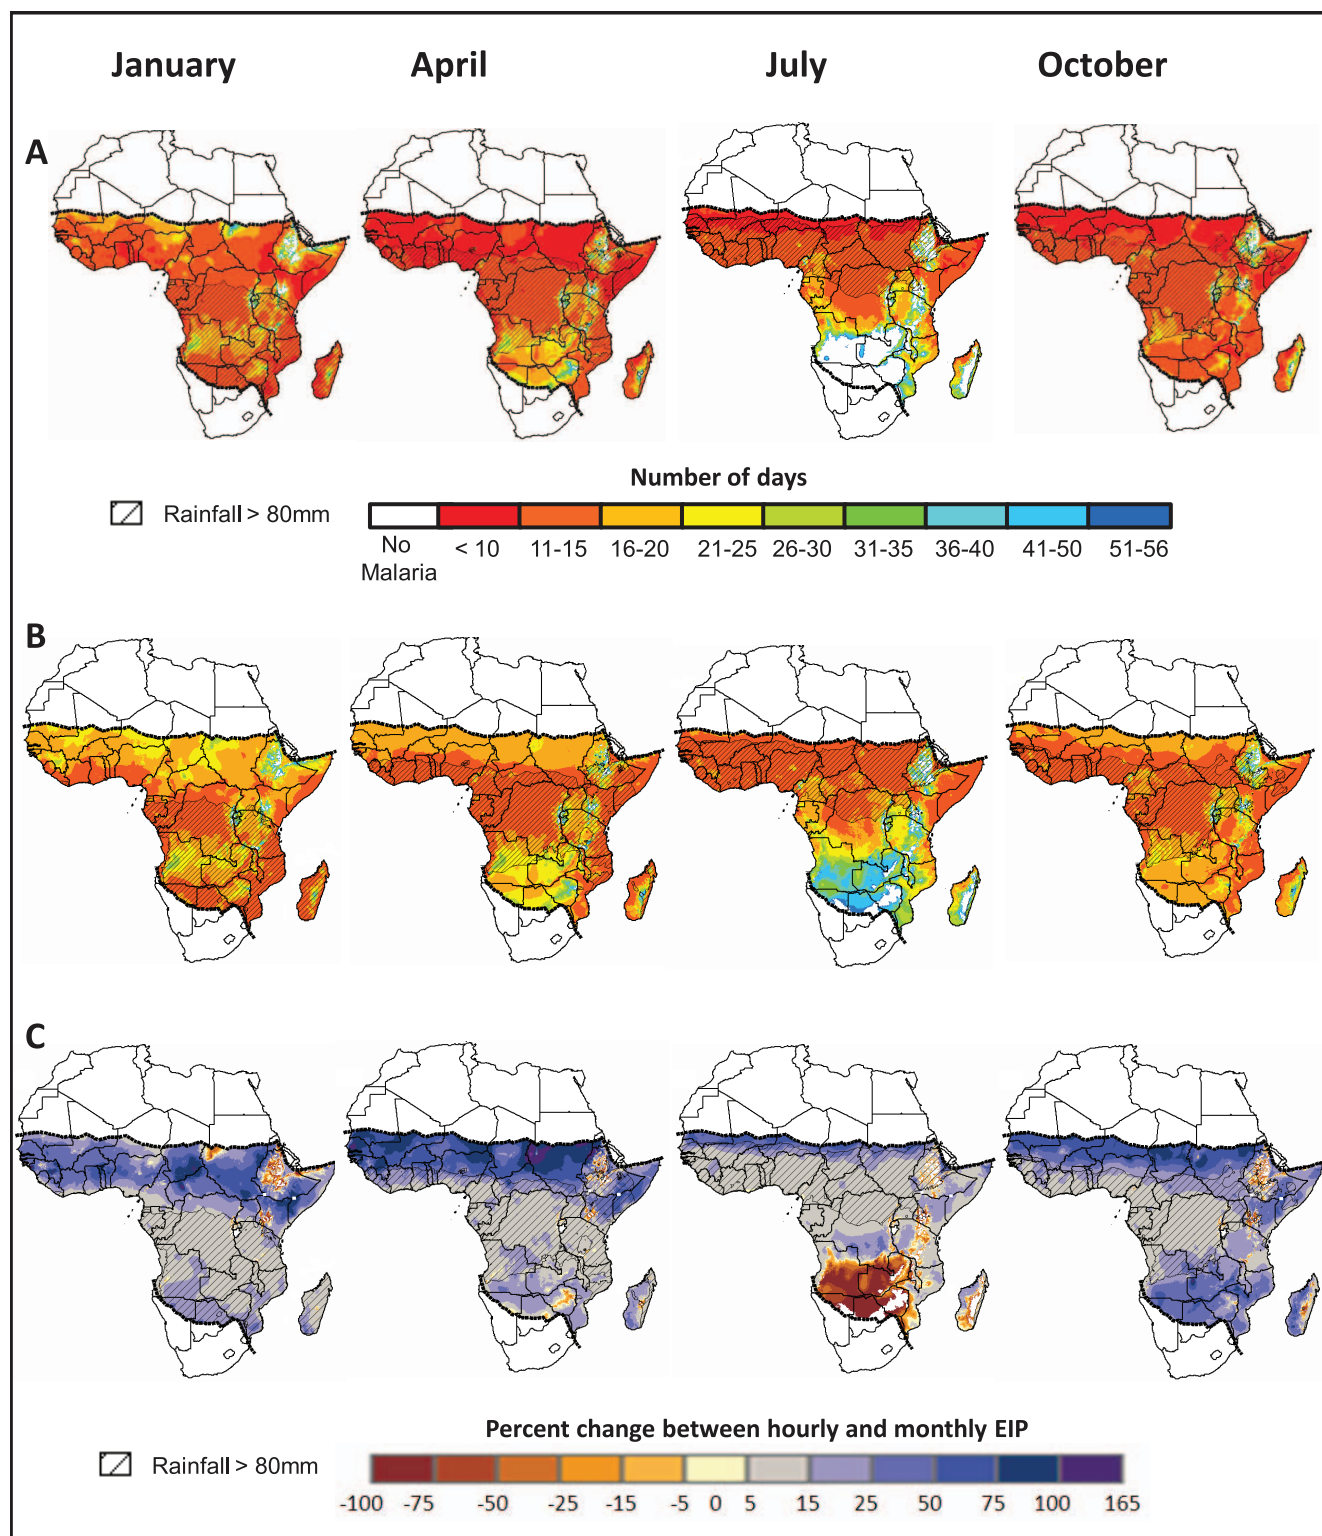 January April July October
A
Number of days
Rainfall > 80mm
No Malaria < 10 11-15 16-20 21-25 26-30 31-35 36-40 41-50 51-56
B
C
Percent change between hourly and monthly EIP
Rainfall > 80mm
-100 -75 -50 -25 -15 -5 0 5 15 25 50 75 100 165